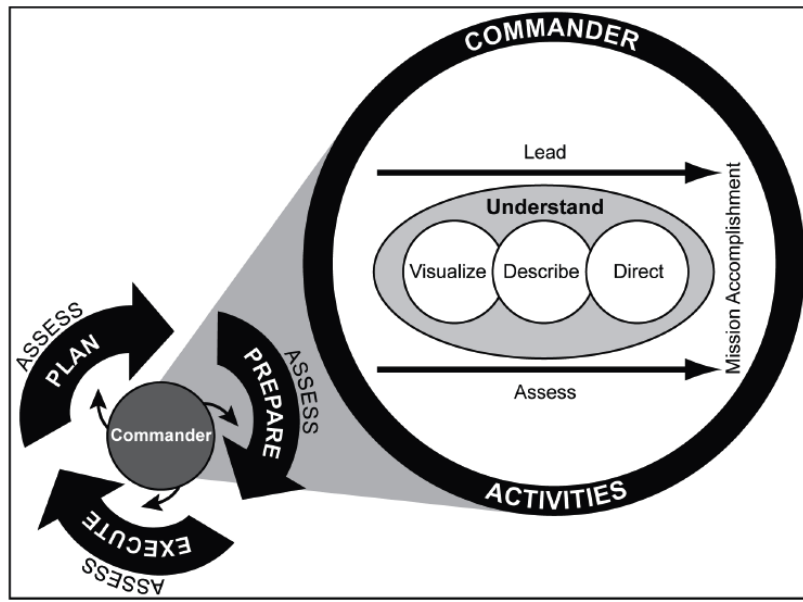 COMMANDER
Lead
Understand
Visualize
Describe
Direct
Assess
Mission Accomplishment
ACTIVITIES
ASSESS
PLAN
PREPARE
ASSESS
Commander
EXECUTE
ASSESS